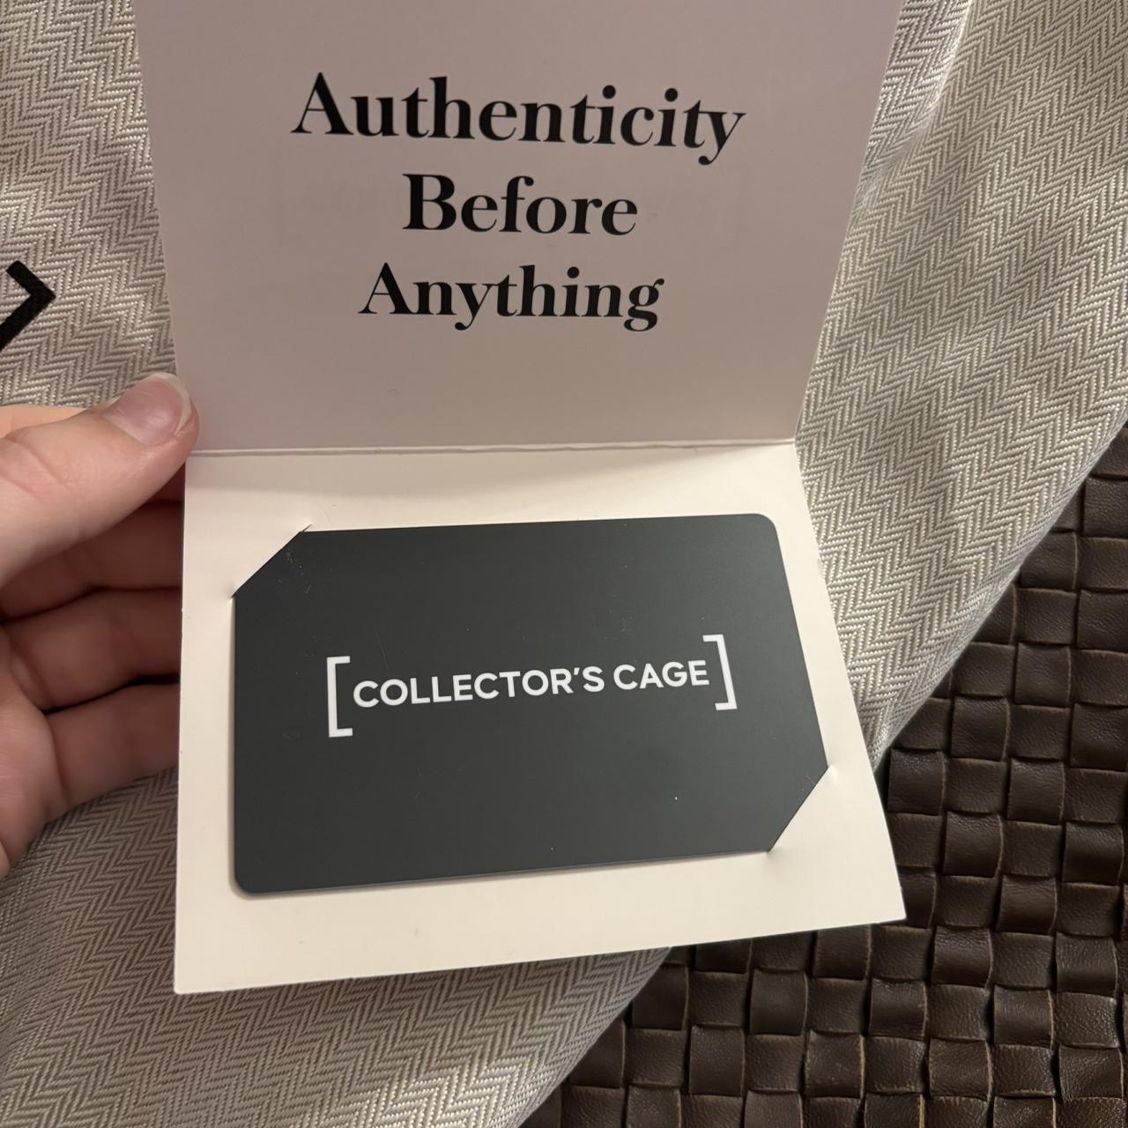 Authenticity
Before
Anything
[COLLECTOR'S CAGE]